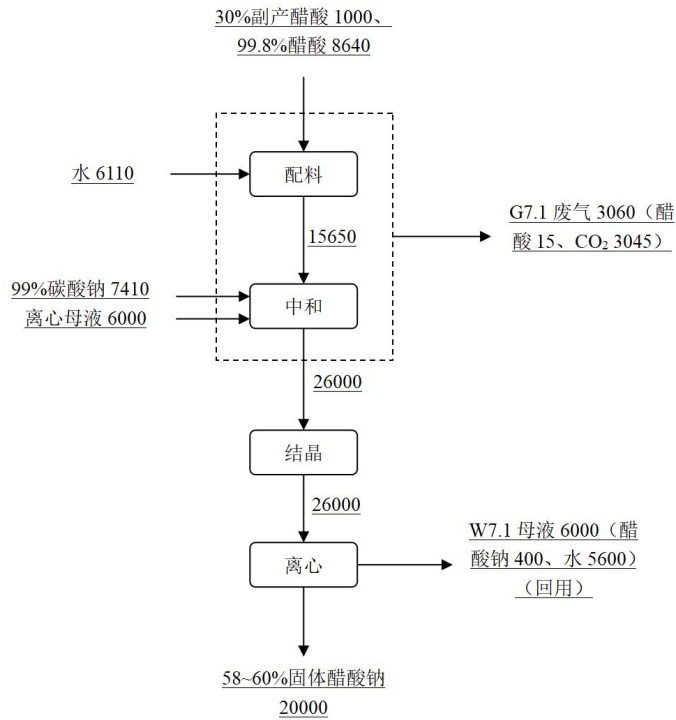 30%副产醋酸 1000、
99.8%醋酸 8640
水 6110
配料
15650
G7.1 废气 3060（醋
酸 15、CO₂ 3045）
99%碳酸钠 7410
离心母液 6000
中和
26000
结晶
26000
离心
W7.1 母液 6000（醋
酸钠 400、水 5600）
（回用）
58~60%固体醋酸钠
20000